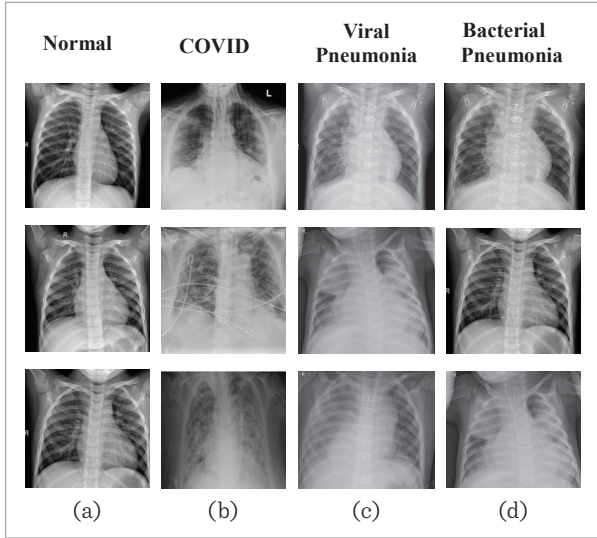 Normal
COVID
Viral
Pneumonia
Bacterial
Pneumonia
L
R
R
R
R
R
(a)
(b)
(c)
(d)